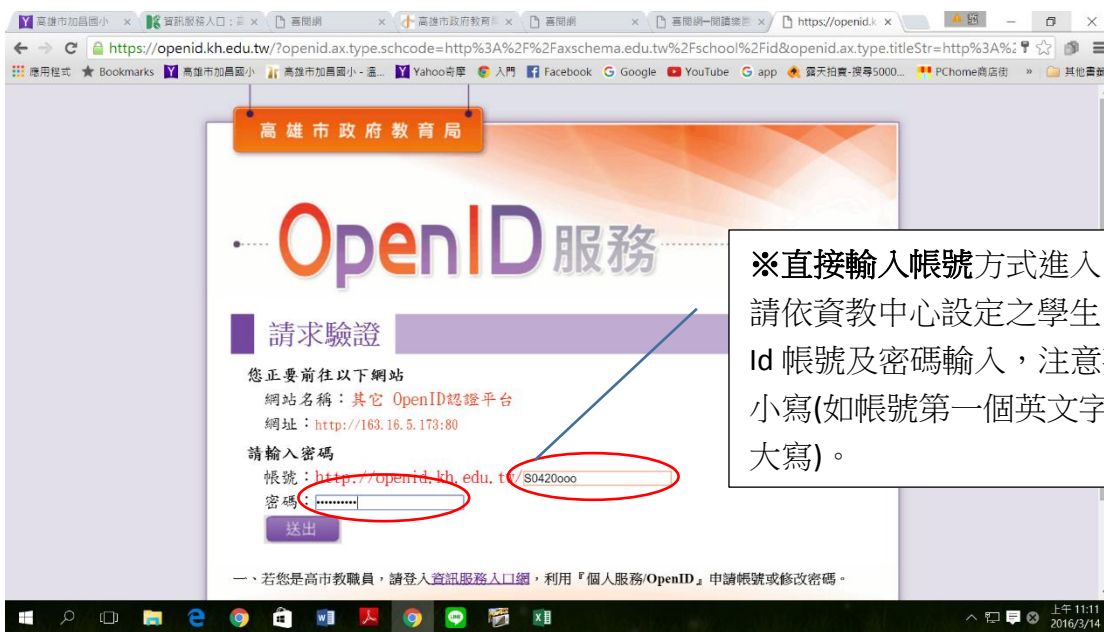 高雄市加昌國小
資訊服務人口
喜閱網
高雄市政府教育
喜閱網
喜閱網─閱讀樂
https://openid.k
https://openid.kh.edu.tw/?openid.ax.type.schcode=http%3A%2F%2Faxschema.edu.tw%2Fschool%2Fid&openid.ax.type.titleStr=http%3A%
應用程式 Bookmarks 高雄市加昌國小 高雄市加昌國小 - 溫... Yahoo奇摩 入門 Facebook Google YouTube app 露天拍賣-搜尋5000... PChome商店街 » 其他書籤
高雄市政府教育局
OpenID服務
※直接輸入帳號方式進入
請依資教中心設定之學生
Id 帳號及密碼輸入，注意
小寫(如帳號第一個英文字
大寫)。
請求驗證
您正要前往以下網站
網站名稱：其它 OpenID認證平台
網址：http://163.16.5.173:80
請輸入密碼
帳號：http://openid.kh.edu.tw/S0420ooo
密碼：••••••••••
送出
一、若您是高市教職員，請登入資訊服務入口網，利用『個人服務/OpenID』申請帳號或修改密碼。
上午 11:11
2016/3/14